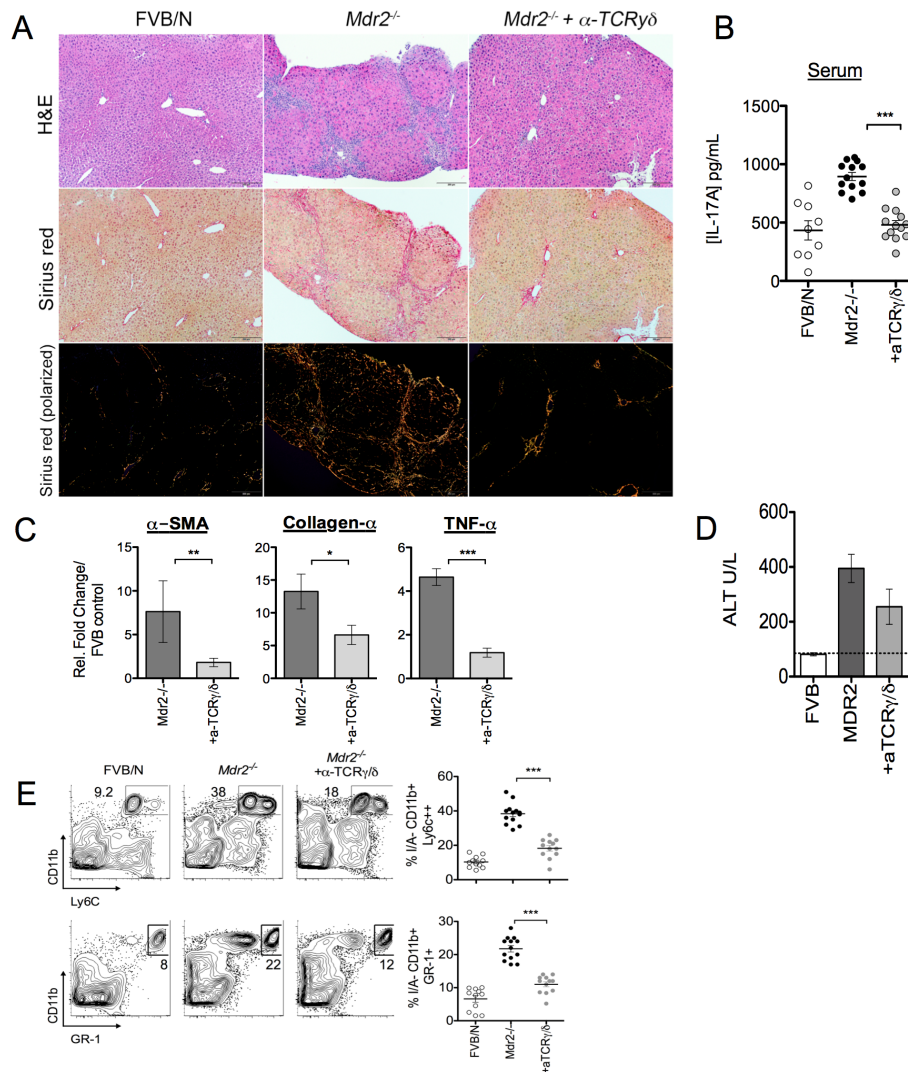 A
FVB/N
Mdr2-/-
Mdr2-/- + α-TCRyδ
H&E
Sirius red
Sirius red (polarized)
B
Serum
[IL-17A] pg/mL
1500
1000
500
0
***
FVB/N
Mdr2-/-
+aTCRγ/δ
C
Rel. Fold Change/
FVB control
α-SMA
15
10
5
0
**
Mdr2-/-
+a-TCRγ/δ
Collagen-α
20
15
10
5
0
*
Mdr2-/-
+a-TCRγ/δ
TNF-α
6
4
2
0
***
Mdr2-/-
+a-TCRγ/δ
D
ALT U/L
600
400
200
0
FVB
MDR2
+aTCRγ/δ
E
FVB/N
Mdr2-/-
Mdr2-/-
+α-TCRγ/δ
9.2
38
18
CD11b
Ly6C
% I/A- CD11b+
Ly6c++
60
40
20
0
***
8
22
12
CD11b
GR-1
% I/A- CD11b+
GR-1+
30
20
10
0
***
FVB/N
Mdr2-/-
+aTCRγ/δ